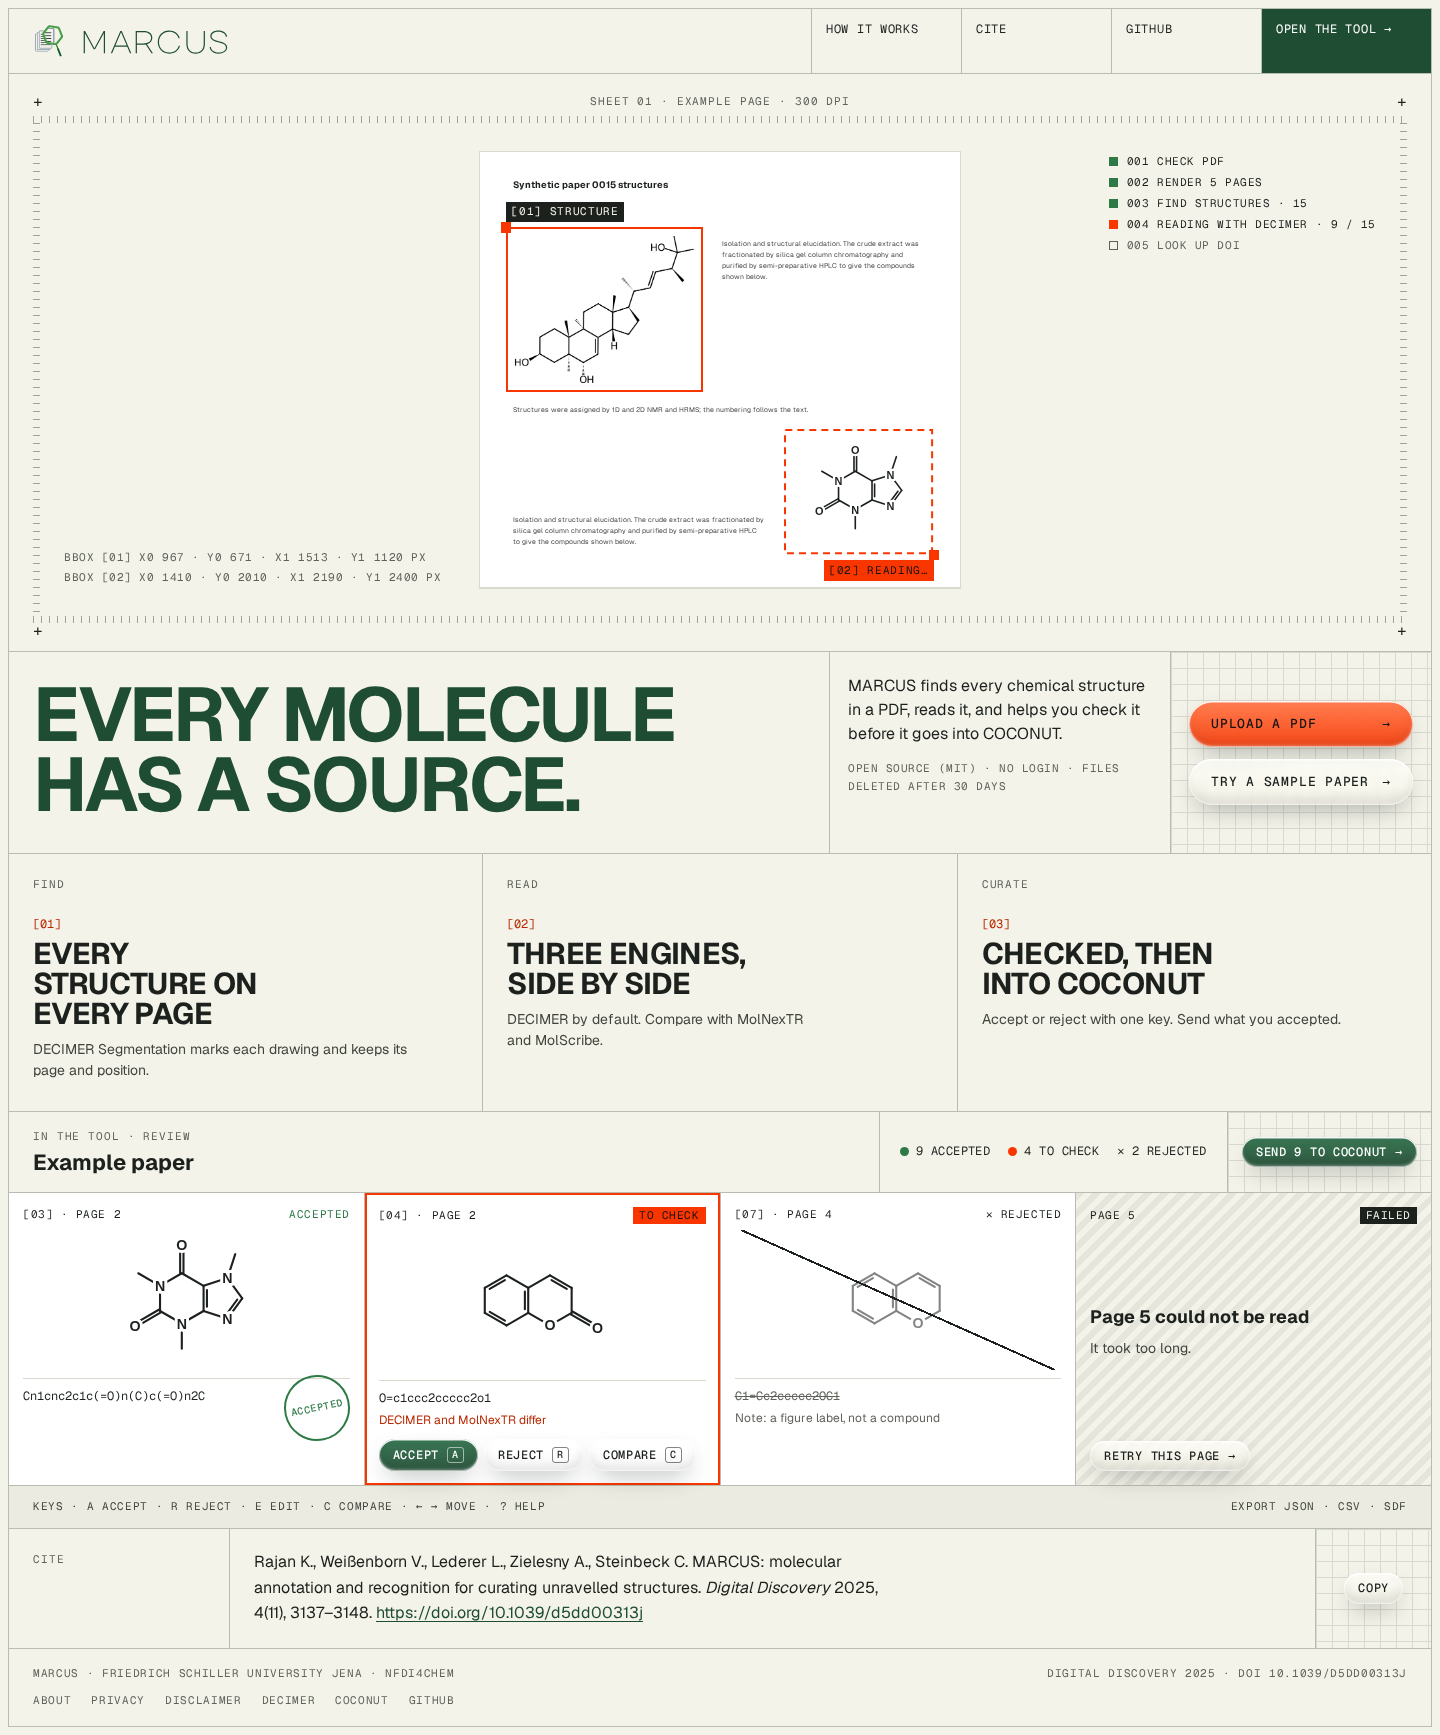 MARCUS
HOW IT WORKS
CITE
GITHUB
OPEN THE TOOL →
SHEET 01 · EXAMPLE PAGE · 300 DPI
Synthetic paper 0015 structures
[01] STRUCTURE
HO
H
HO
OH
Isolation and structural elucidation. The crude extract was
fractionated by silica gel column chromatography and
purified by semi-preparative HPLC to give the compounds
shown below.
Structures were assigned by 1D and 2D NMR and HRMS; the numbering follows the text.
O
N
N
O
N
N
Isolation and structural elucidation. The crude extract was fractionated by
silica gel column chromatography and purified by semi-preparative HPLC
to give the compounds shown below.
[02] READING…
001 CHECK PDF
002 RENDER 5 PAGES
003 FIND STRUCTURES · 15
004 READING WITH DECIMER · 9 / 15
005 LOOK UP DOI
BBOX [01] X0 967 · Y0 671 · X1 1513 · Y1 1120 PX
BBOX [02] X0 1410 · Y0 2010 · X1 2190 · Y1 2400 PX
EVERY MOLECULE
HAS A SOURCE.
MARCUS finds every chemical structure
in a PDF, reads it, and helps you check it
before it goes into COCONUT.
OPEN SOURCE (MIT) · NO LOGIN · FILES
DELETED AFTER 30 DAYS
UPLOAD A PDF →
TRY A SAMPLE PAPER →
FIND
[01]
EVERY
STRUCTURE ON
EVERY PAGE
DECIMER Segmentation marks each drawing and keeps its
page and position.
READ
[02]
THREE ENGINES,
SIDE BY SIDE
DECIMER by default. Compare with MolNexTR
and MolScribe.
CURATE
[03]
CHECKED, THEN
INTO COCONUT
Accept or reject with one key. Send what you accepted.
IN THE TOOL · REVIEW
Example paper
9 ACCEPTED
4 TO CHECK
× 2 REJECTED
SEND 9 TO COCONUT →
[03] · PAGE 2
ACCEPTED
O
N
N
O
N
N
Cn1cnc2c1c(=O)n(C)c(=O)n2C
ACCEPTED
[04] · PAGE 2
TO CHECK
O
O
O=c1ccc2ccccc2o1
DECIMER and MolNexTR differ
ACCEPT A
REJECT R
COMPARE C
[07] · PAGE 4
× REJECTED
O
C1=Cc2ccccc2OC1
Note: a figure label, not a compound
PAGE 5
FAILED
Page 5 could not be read
It took too long.
RETRY THIS PAGE →
KEYS · A ACCEPT · R REJECT · E EDIT · C COMPARE · ← → MOVE · ? HELP
EXPORT JSON · CSV · SDF
CITE
Rajan K., Weißenborn V., Lederer L., Zielesny A., Steinbeck C. MARCUS: molecular
annotation and recognition for curating unravelled structures. Digital Discovery 2025,
4(11), 3137–3148. https://doi.org/10.1039/d5dd00313j
COPY
MARCUS · FRIEDRICH SCHILLER UNIVERSITY JENA · NFDI4CHEM
DIGITAL DISCOVERY 2025 · DOI 10.1039/D5DD00313J
ABOUT PRIVACY DISCLAIMER DECIMER COCONUT GITHUB